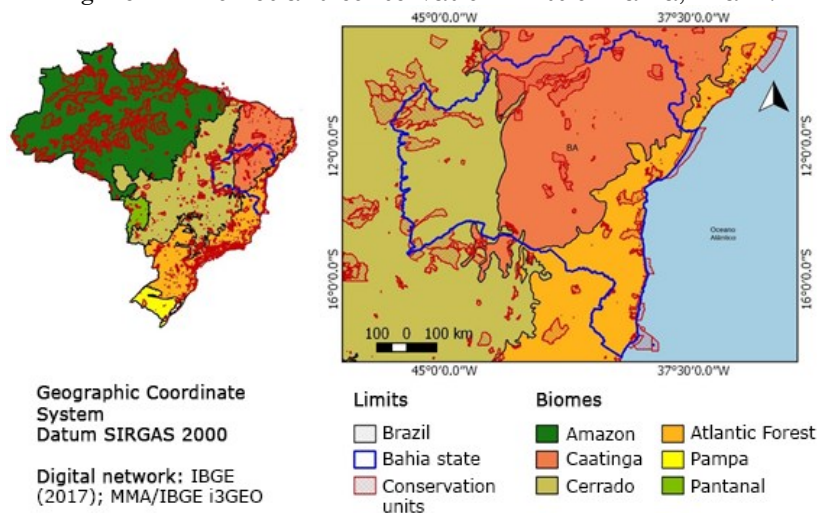 45°0'0.0"W 37°30'0.0"W
12°0'0.0"S 12°0'0.0"S
BA
Oceano
Atlântico
16°0'0.0"S 16°0'0.0"S
100 0 100 km
45°0'0.0"W 37°30'0.0"W
Geographic Coordinate
System
Datum SIRGAS 2000
Digital network: IBGE
(2017); MMA/IBGE i3GEO
Limits
Brazil
Bahia state
Conservation
units
Biomes
Amazon
Caatinga
Cerrado
Atlantic Forest
Pampa
Pantanal